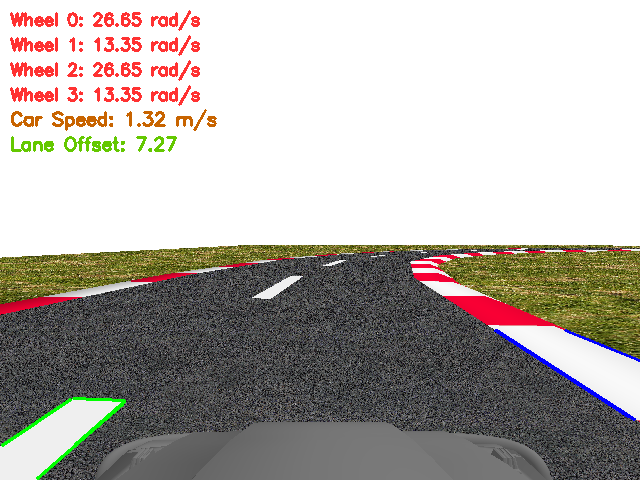 Wheel 0: 26.65 rad/s
Wheel 1: 13.35 rad/s
Wheel 2: 26.65 rad/s
Wheel 3: 13.35 rad/s
Car Speed: 1.32 m/s
Lane Offset: 7.27